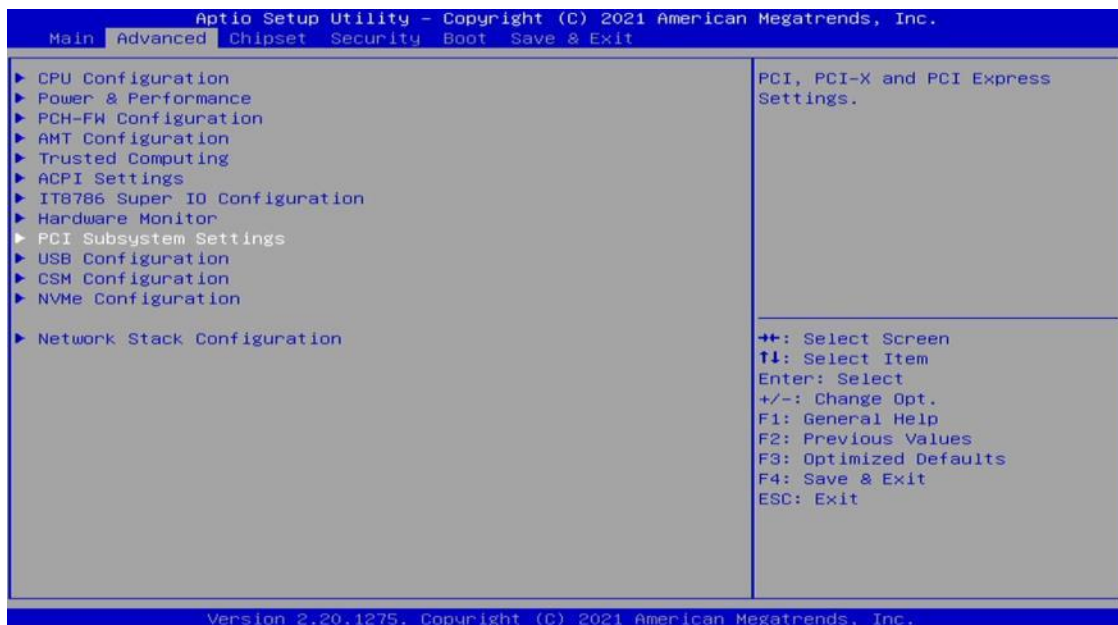 Aptio Setup Utility - Copyright (C) 2021 American Megatrends, Inc.
Main Advanced Chipset Security Boot Save & Exit
CPU Configuration
Power & Performance
PCH-FW Configuration
AMT Configuration
Trusted Computing
ACPI Settings
IT8786 Super IO Configuration
Hardware Monitor
PCI Subsystem Settings
USB Configuration
CSM Configuration
NVMe Configuration
Network Stack Configuration
PCI, PCI-X and PCI Express
Settings.
→←: Select Screen
↑↓: Select Item
Enter: Select
+/-: Change Opt.
F1: General Help
F2: Previous Values
F3: Optimized Defaults
F4: Save & Exit
ESC: Exit
Version 2.20.1275. Copyright (C) 2021 American Megatrends, Inc.